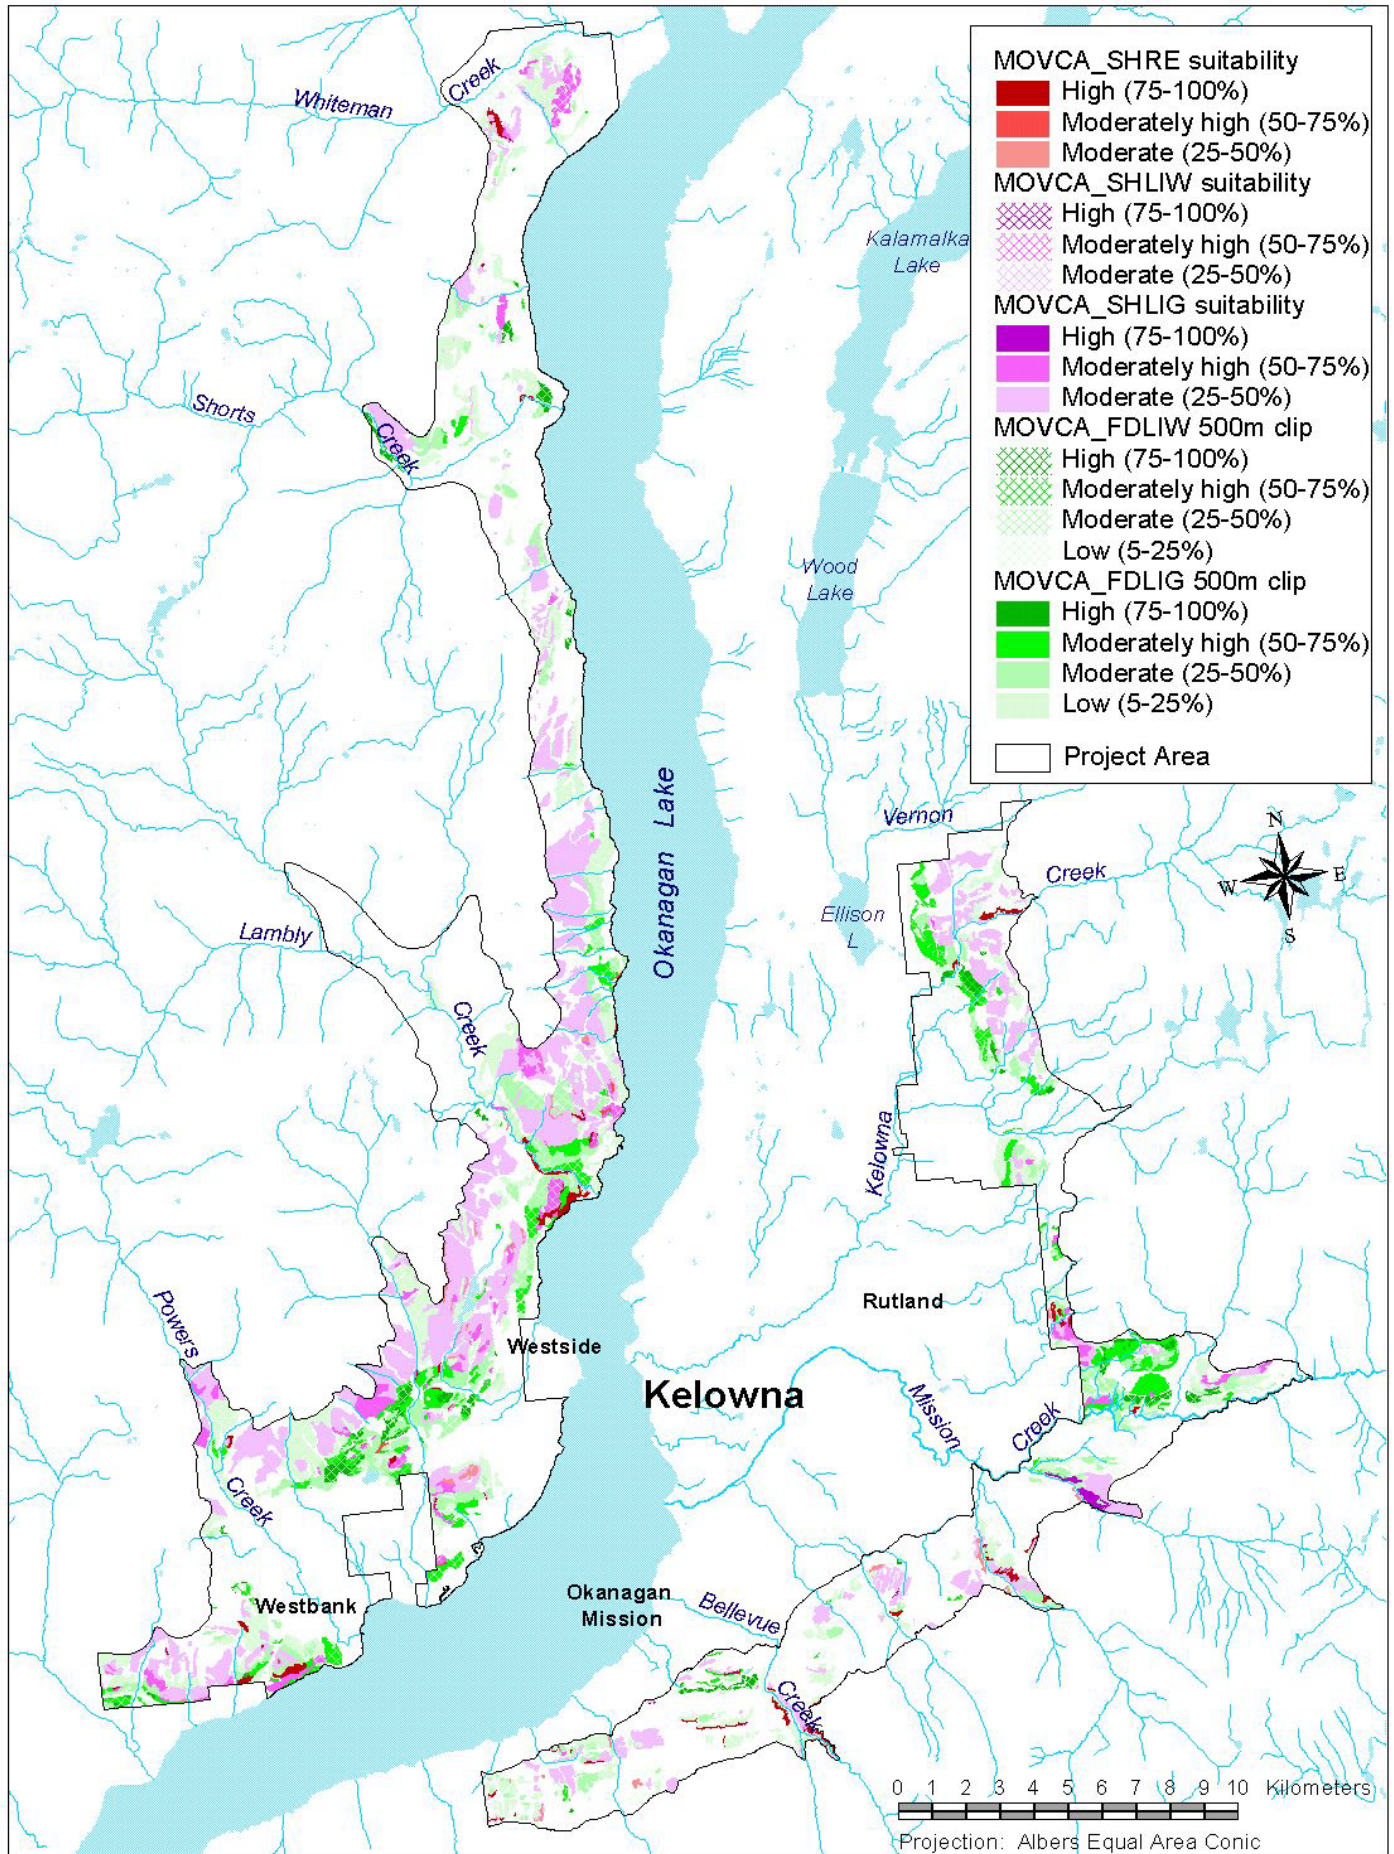 MOVCA_SHRE suitability
High (75-100%)
Moderately high (50-75%)
Moderate (25-50%)
MOVCA_SHLIW suitability
High (75-100%)
Moderately high (50-75%)
Moderate (25-50%)
MOVCA_SHLIG suitability
High (75-100%)
Moderately high (50-75%)
Moderate (25-50%)
MOVCA_FDLIW 500m clip
High (75-100%)
Moderately high (50-75%)
Moderate (25-50%)
Low (5-25%)
MOVCA_FDLIG 500m clip
High (75-100%)
Moderately high (50-75%)
Moderate (25-50%)
Low (5-25%)
Project Area
Whiteman
Creek
Kalamalka
Lake
Shorts
Creek
Wood
Lake
Okanagan Lake
Vernon
Creek
N
W
E
S
Ellison
L
Lambly
Creek
Kelowna
Powers
Creek
Rutland
Westside
Kelowna
Mission
Creek
Westbank
Okanagan
Mission
Bellevue
Creek
0 1 2 3 4 5 6 7 8 9 10 Kilometers
Projection: Albers Equal Area Conic